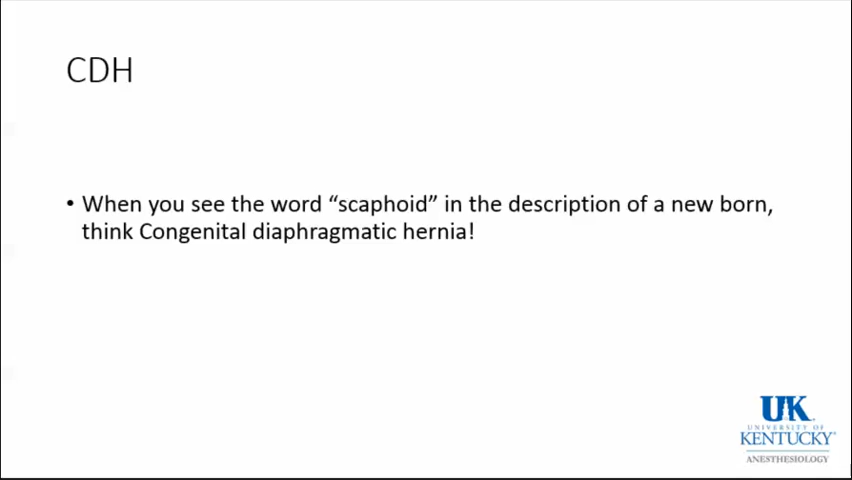 CDH
• When you see the word “scaphoid” in the description of a new born,
think Congenital diaphragmatic hernia!
UK
UNIVERSITY OF
KENTUCKY
ANESTHESIOLOGY